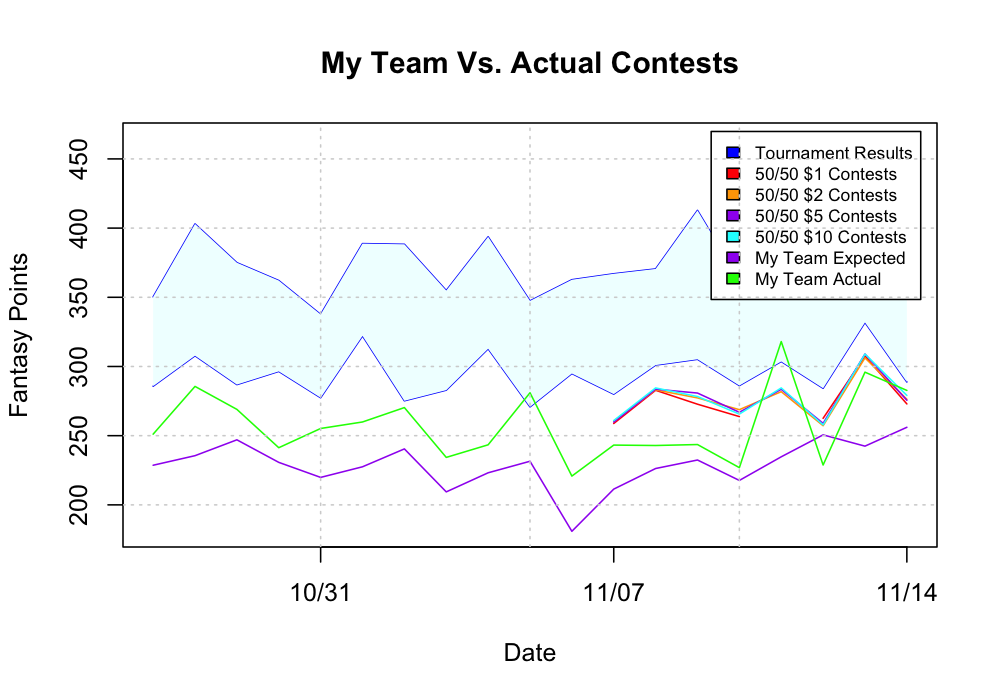 My Team Vs. Actual Contests
Fantasy Points
450
400
350
300
250
200
Tournament Results
50/50 $1 Contests
50/50 $2 Contests
50/50 $5 Contests
50/50 $10 Contests
My Team Expected
My Team Actual
10/31
11/07
11/14
Date